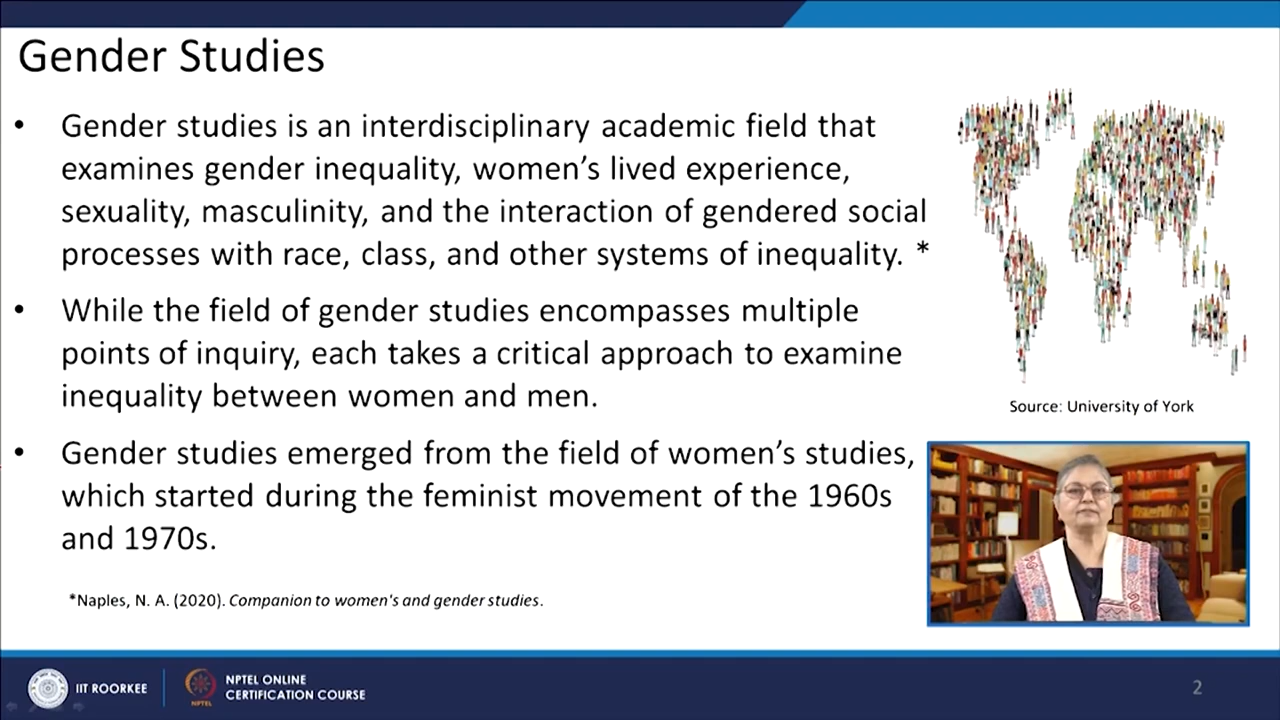 Gender Studies
• Gender studies is an interdisciplinary academic field that
examines gender inequality, women’s lived experience,
sexuality, masculinity, and the interaction of gendered social
processes with race, class, and other systems of inequality. *
• While the field of gender studies encompasses multiple
points of inquiry, each takes a critical approach to examine
inequality between women and men.
• Gender studies emerged from the field of women’s studies,
which started during the feminist movement of the 1960s
and 1970s.
*Naples, N. A. (2020). Companion to women's and gender studies.
Source: University of York
IIT ROORKEE
NPTEL
NPTEL ONLINE
CERTIFICATION COURSE
2